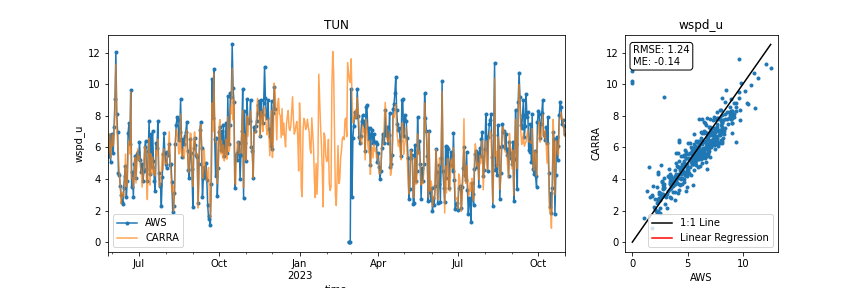 TUN
wspd_u
12
10
8
6
4
2
0
AWS
CARRA
Jul
Oct
Jan
2023
Apr
Jul
Oct
time
wspd_u
RMSE: 1.24
ME: -0.14
CARRA
12
10
8
6
4
2
0
1:1 Line
Linear Regression
0
5
10
AWS